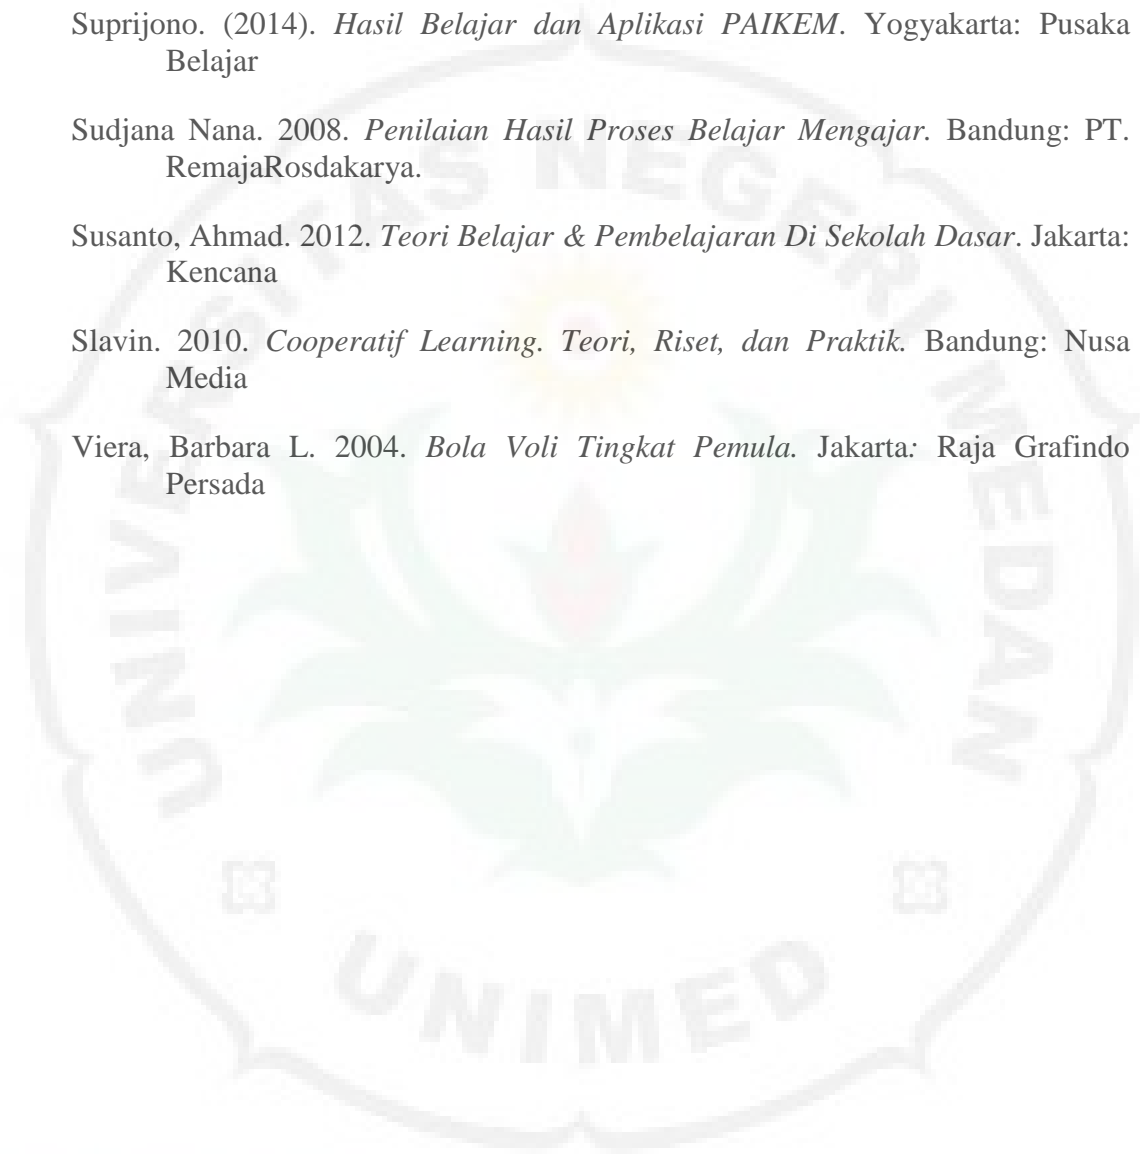 Suprijono. (2014). Hasil Belajar dan Aplikasi PAIKEM. Yogyakarta: Pusaka
Belajar
Sudjana Nana. 2008. Penilaian Hasil Proses Belajar Mengajar. Bandung: PT.
RemajaRosdakarya.
Susanto, Ahmad. 2012. Teori Belajar & Pembelajaran Di Sekolah Dasar. Jakarta:
Kencana
Slavin. 2010. Cooperatif Learning. Teori, Riset, dan Praktik. Bandung: Nusa
Media
Viera, Barbara L. 2004. Bola Voli Tingkat Pemula. Jakarta: Raja Grafindo
Persada
UNIVERSITAS NEGERI MEDAN
UNIMED